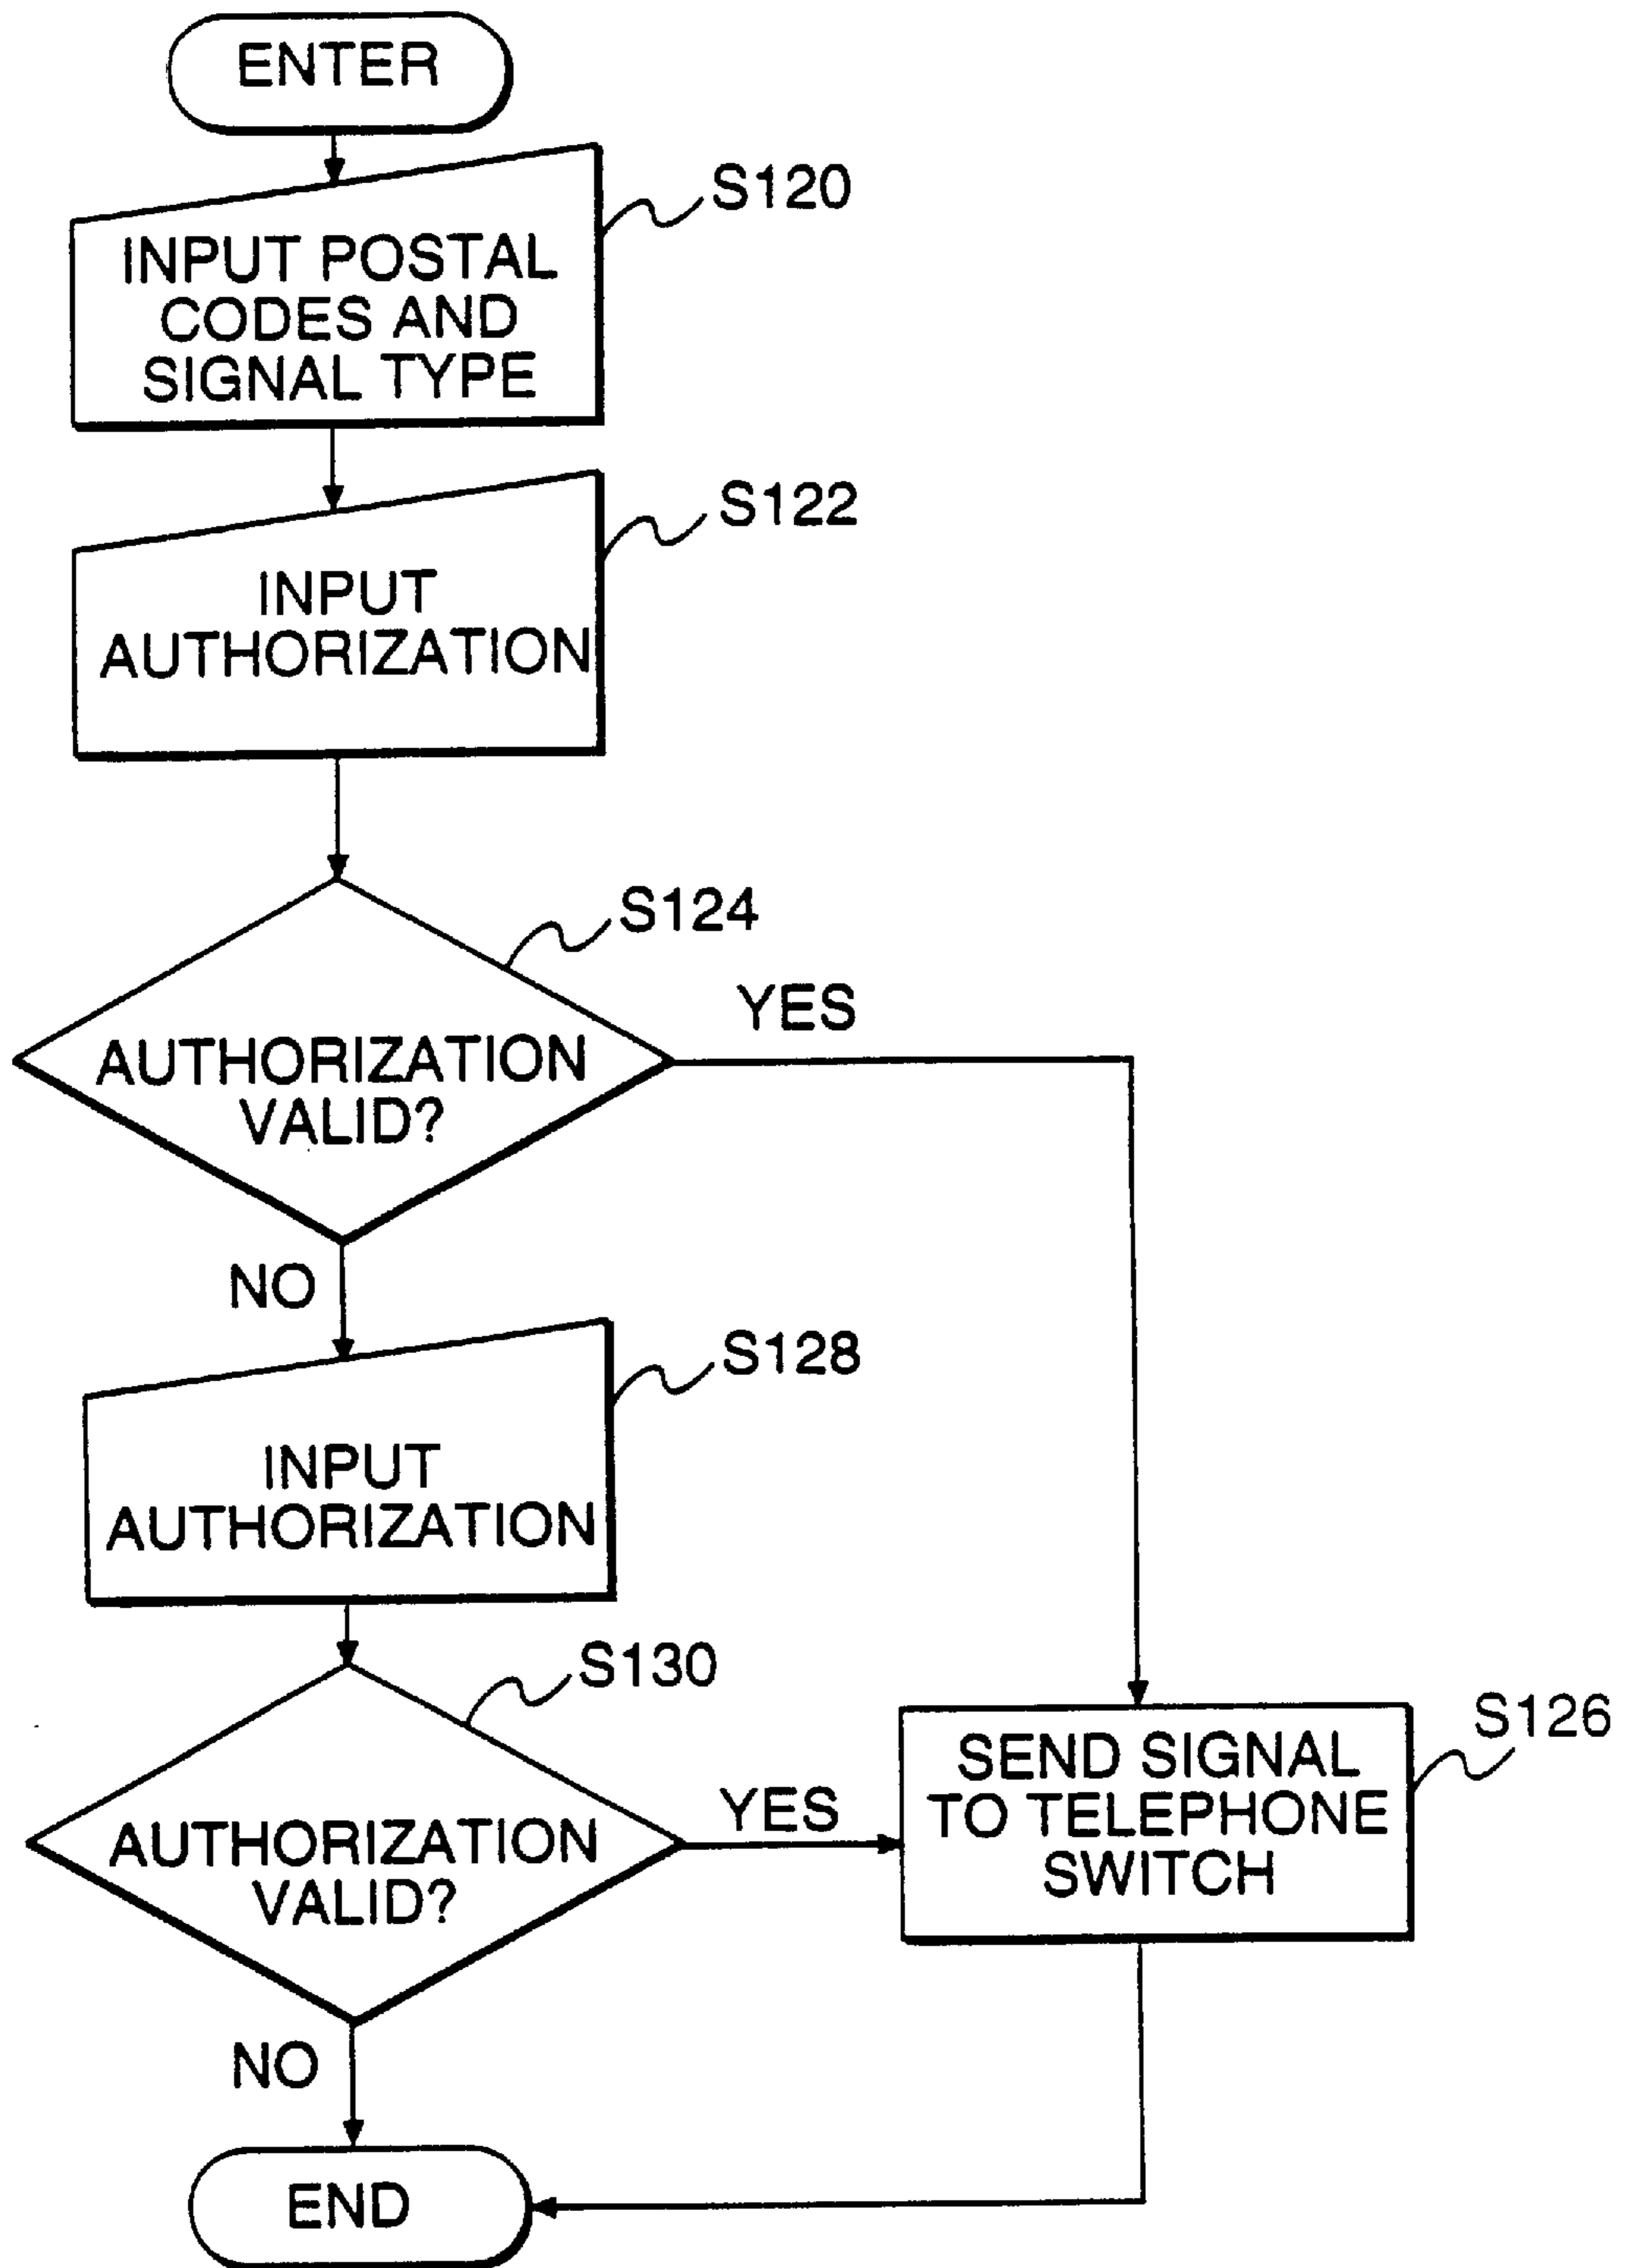 ENTER
S120
INPUT POSTAL
CODES AND
SIGNAL TYPE
S122
INPUT
AUTHORIZATION
S124
YES
AUTHORIZATION
VALID?
NO
S128
INPUT
AUTHORIZATION
S130
S126
SEND SIGNAL
TO TELEPHONE
SWITCH
YES
AUTHORIZATION
VALID?
NO
END